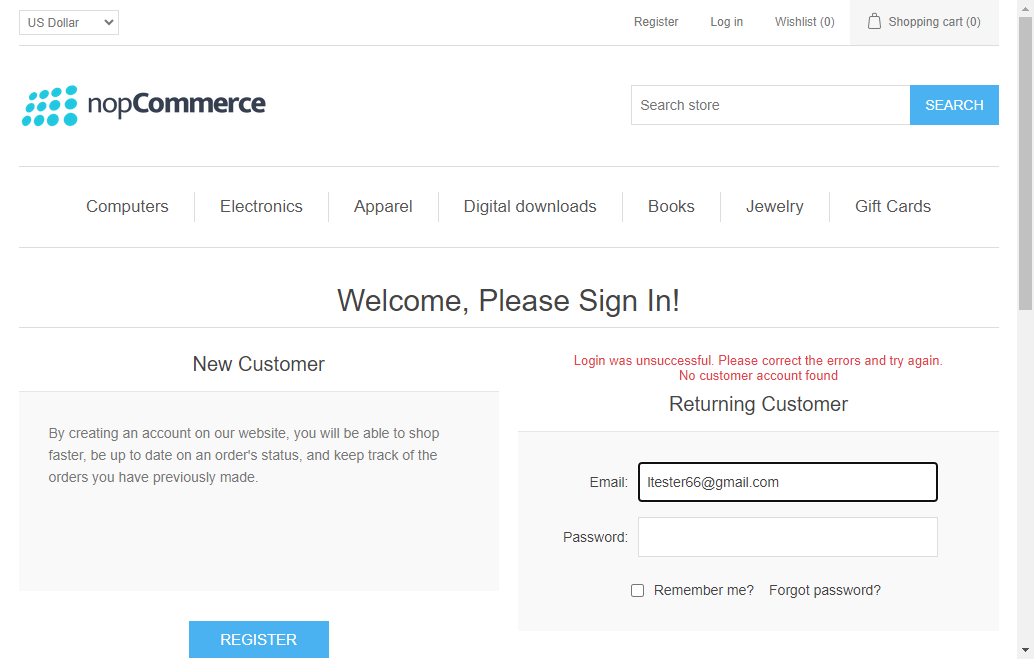 US Dollar
Register Log in Wishlist (0) Shopping cart (0)
nopCommerce
Search store SEARCH
Computers Electronics Apparel Digital downloads Books Jewelry Gift Cards
Welcome, Please Sign In!
New Customer
By creating an account on our website, you will be able to shop
faster, be up to date on an order's status, and keep track of the
orders you have previously made.
REGISTER
Login was unsuccessful. Please correct the errors and try again.
No customer account found
Returning Customer
Email: ltester66@gmail.com
Password:
Remember me? Forgot password?